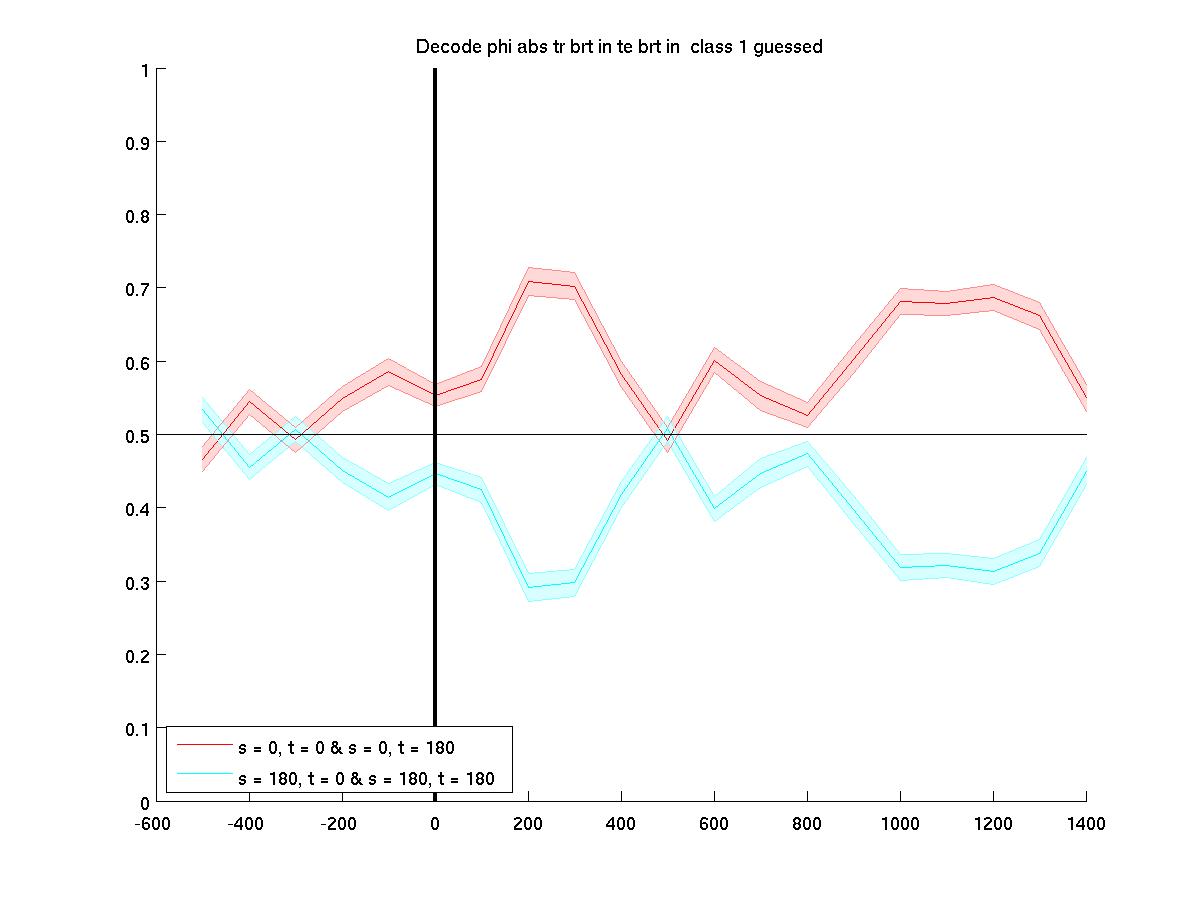 Decode phi abs tr brt in te brt in  class 1 guessed
1
0.9
0.8
0.7
0.6
0.5
0.4
0.3
0.2
0.1
0
s = 0, t = 0 & s = 0, t = 180
s = 180, t = 0 & s = 180, t = 180
-600 -400 -200 0 200 400 600 800 1000 1200 1400